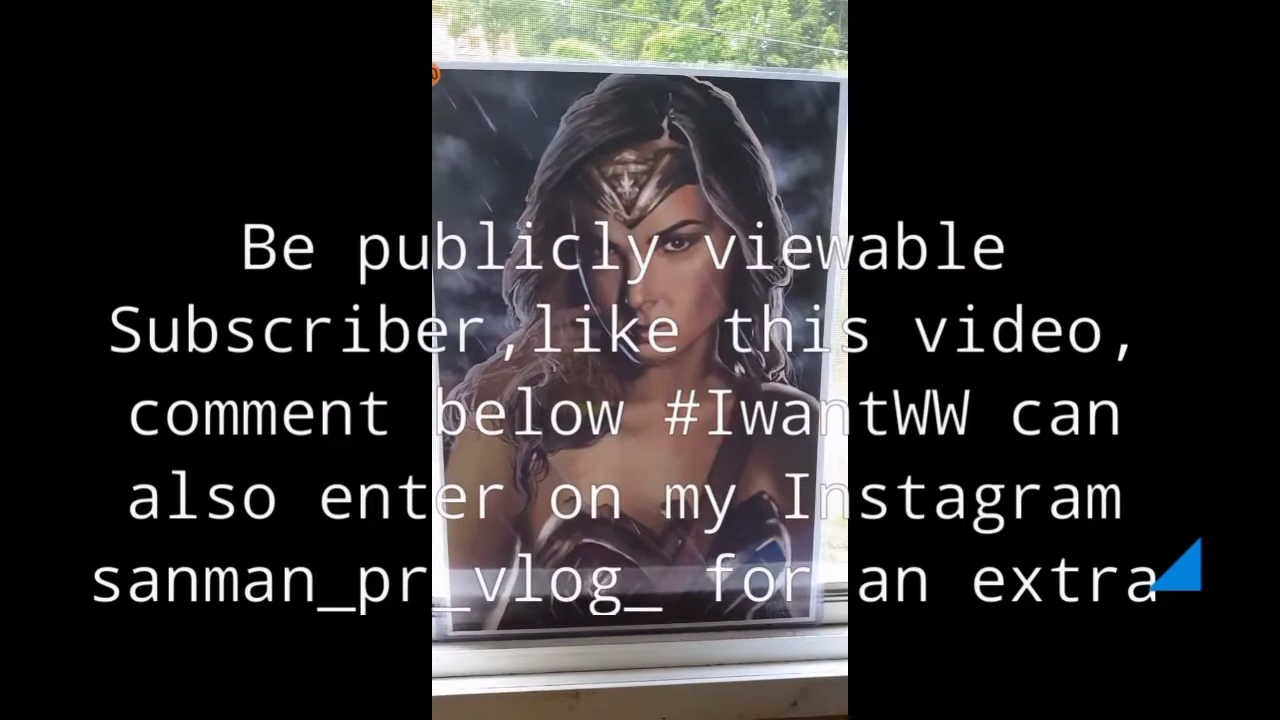 Be publicly viewable
Subscriber,like this video,
comment below #IwantWW can
also enter on my Instagram
sanman_pr_vlog_ for an extra